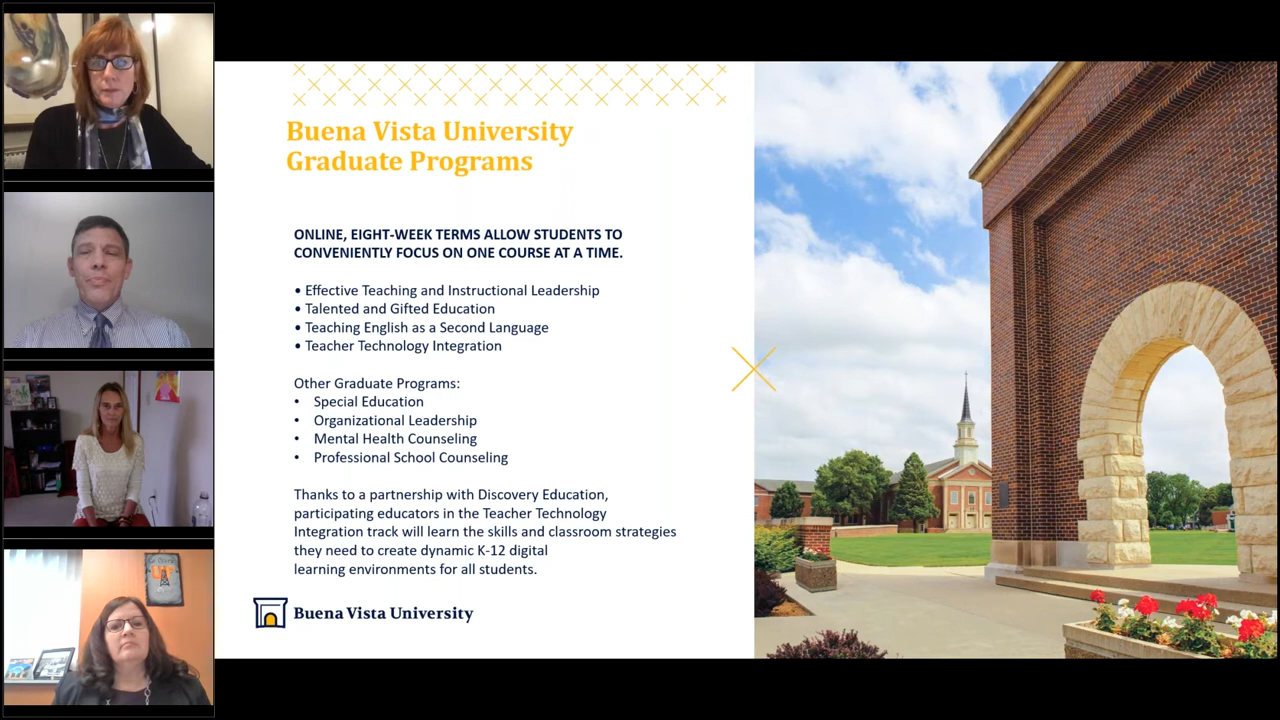 Buena Vista University
Graduate Programs
ONLINE, EIGHT-WEEK TERMS ALLOW STUDENTS TO
CONVENIENTLY FOCUS ON ONE COURSE AT A TIME.
• Effective Teaching and Instructional Leadership
• Talented and Gifted Education
• Teaching English as a Second Language
• Teacher Technology Integration
Other Graduate Programs:
• Special Education
• Organizational Leadership
• Mental Health Counseling
• Professional School Counseling
Thanks to a partnership with Discovery Education,
participating educators in the Teacher Technology
Integration track will learn the skills and classroom strategies
they need to create dynamic K-12 digital
learning environments for all students.
Buena Vista University